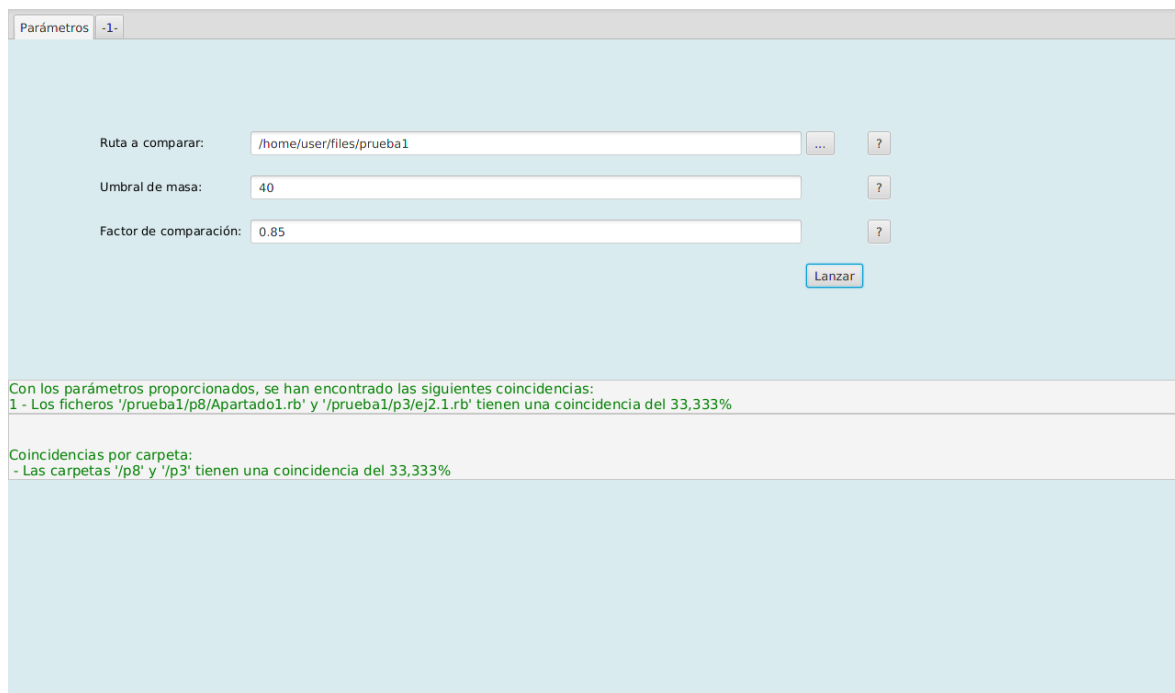 Parámetros -1-
Ruta a comparar: /home/user/files/prueba1 ... ?
Umbral de masa: 40 ?
Factor de comparación: 0.85 ?
Lanzar
Con los parámetros proporcionados, se han encontrado las siguientes coincidencias:
1 - Los ficheros '/prueba1/p8/Apartado1.rb' y '/prueba1/p3/ej2.1.rb' tienen una coincidencia del 33,333%
Coincidencias por carpeta:
- Las carpetas '/p8' y '/p3' tienen una coincidencia del 33,333%